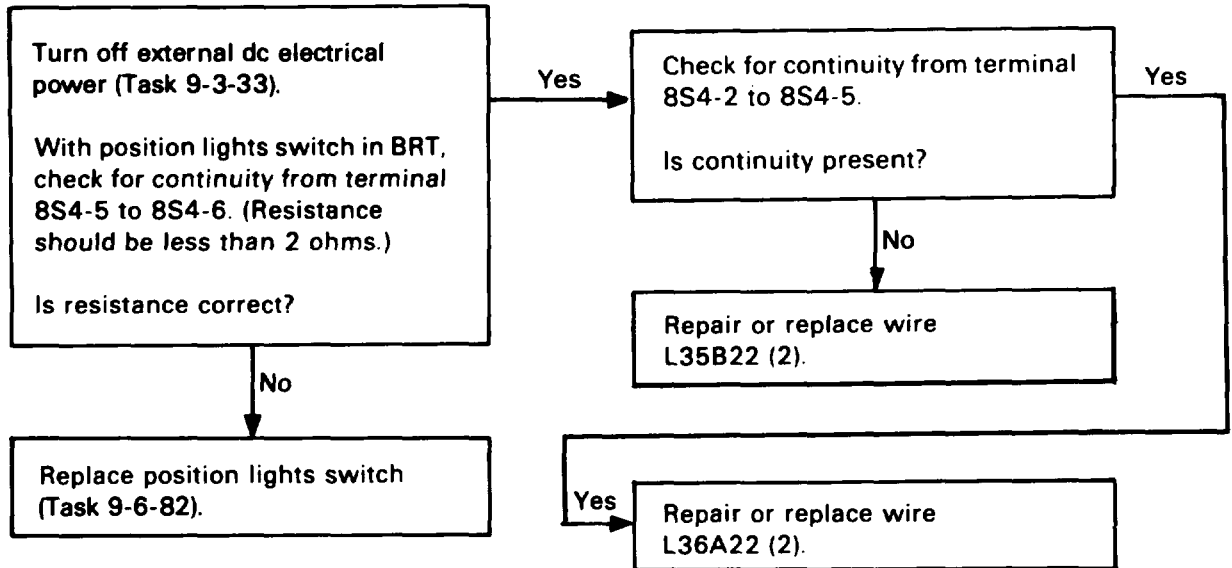 Turn off external dc electrical
power (Task 9-3-33).
With position lights switch in BRT,
check for continuity from terminal
8S4-5 to 8S4-6. (Resistance
should be less than 2 ohms.)
Is resistance correct?
Yes
Check for continuity from terminal
8S4-2 to 8S4-5.
Is continuity present?
Yes
No
Repair or replace wire
L35B22 (2).
No
Replace position lights switch
(Task 9-6-82).
Yes
Repair or replace wire
L36A22 (2).